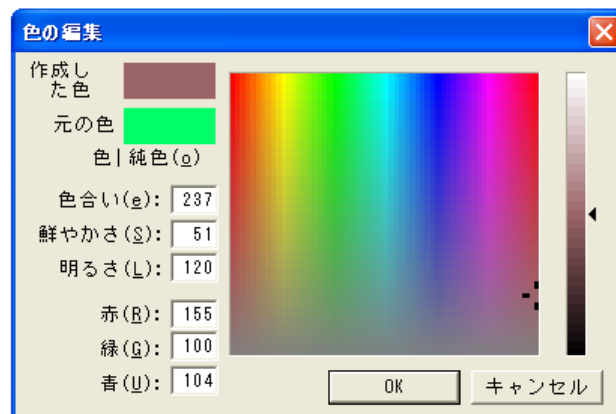 色の編集
作成し
た色
元の色
色|純色(o)
色合い(e): 237
鮮やかさ(S): 51
明るさ(L): 120
赤(R): 155
緑(G): 100
青(U): 104
OK キャンセル